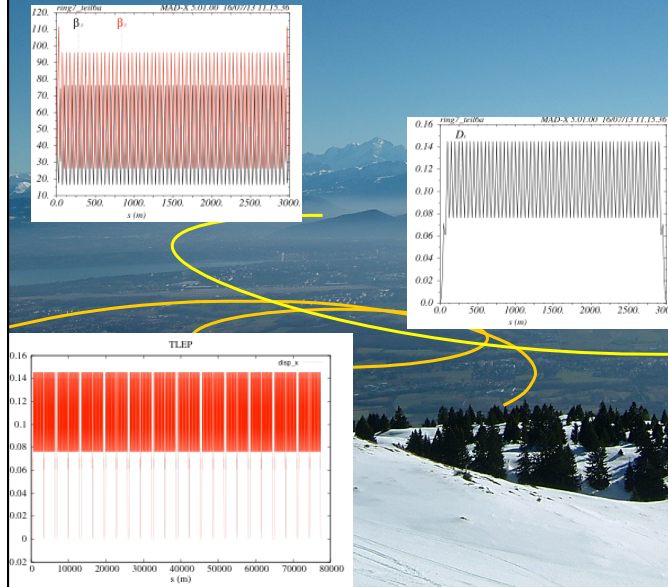 ring7_teil6a MAD-X 5.01.00 16/07/13 11.15.36
120.
110.
100.
90.
80.
70.
60.
50.
40.
30.
20.
10.
βₓ βᵧ
0.0 500. 1000. 1500. 2000. 2500. 3000.
s (m)
ring7_teil6a MAD-X 5.01.00 16/07/13 11.15.36
0.16
0.14
0.12
0.10
0.08
0.06
0.04
0.02
0.0
Dₓ
0.0 500. 1000. 1500. 2000. 2500.
s (m)
TLEP
disp_x
0.16
0.14
0.12
0.1
0.08
0.06
0.04
0.02
0
0.02
0 10000 20000 30000 40000 50000 60000 70000 80000
s (m)